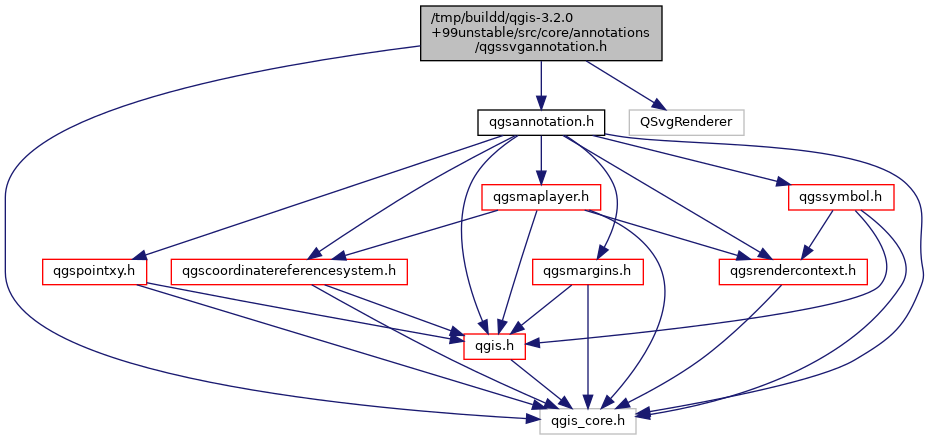 /tmp/buildd/qgis-3.2.0
+99unstable/src/core/annotations
/qgssvgannotation.h
qgsannotation.h
QSvgRenderer
qgsmaplayer.h
qgssymbol.h
qgspointxy.h
qgscoordinatereferencesystem.h
qgsmargins.h
qgsrendercontext.h
qgis.h
qgis_core.h